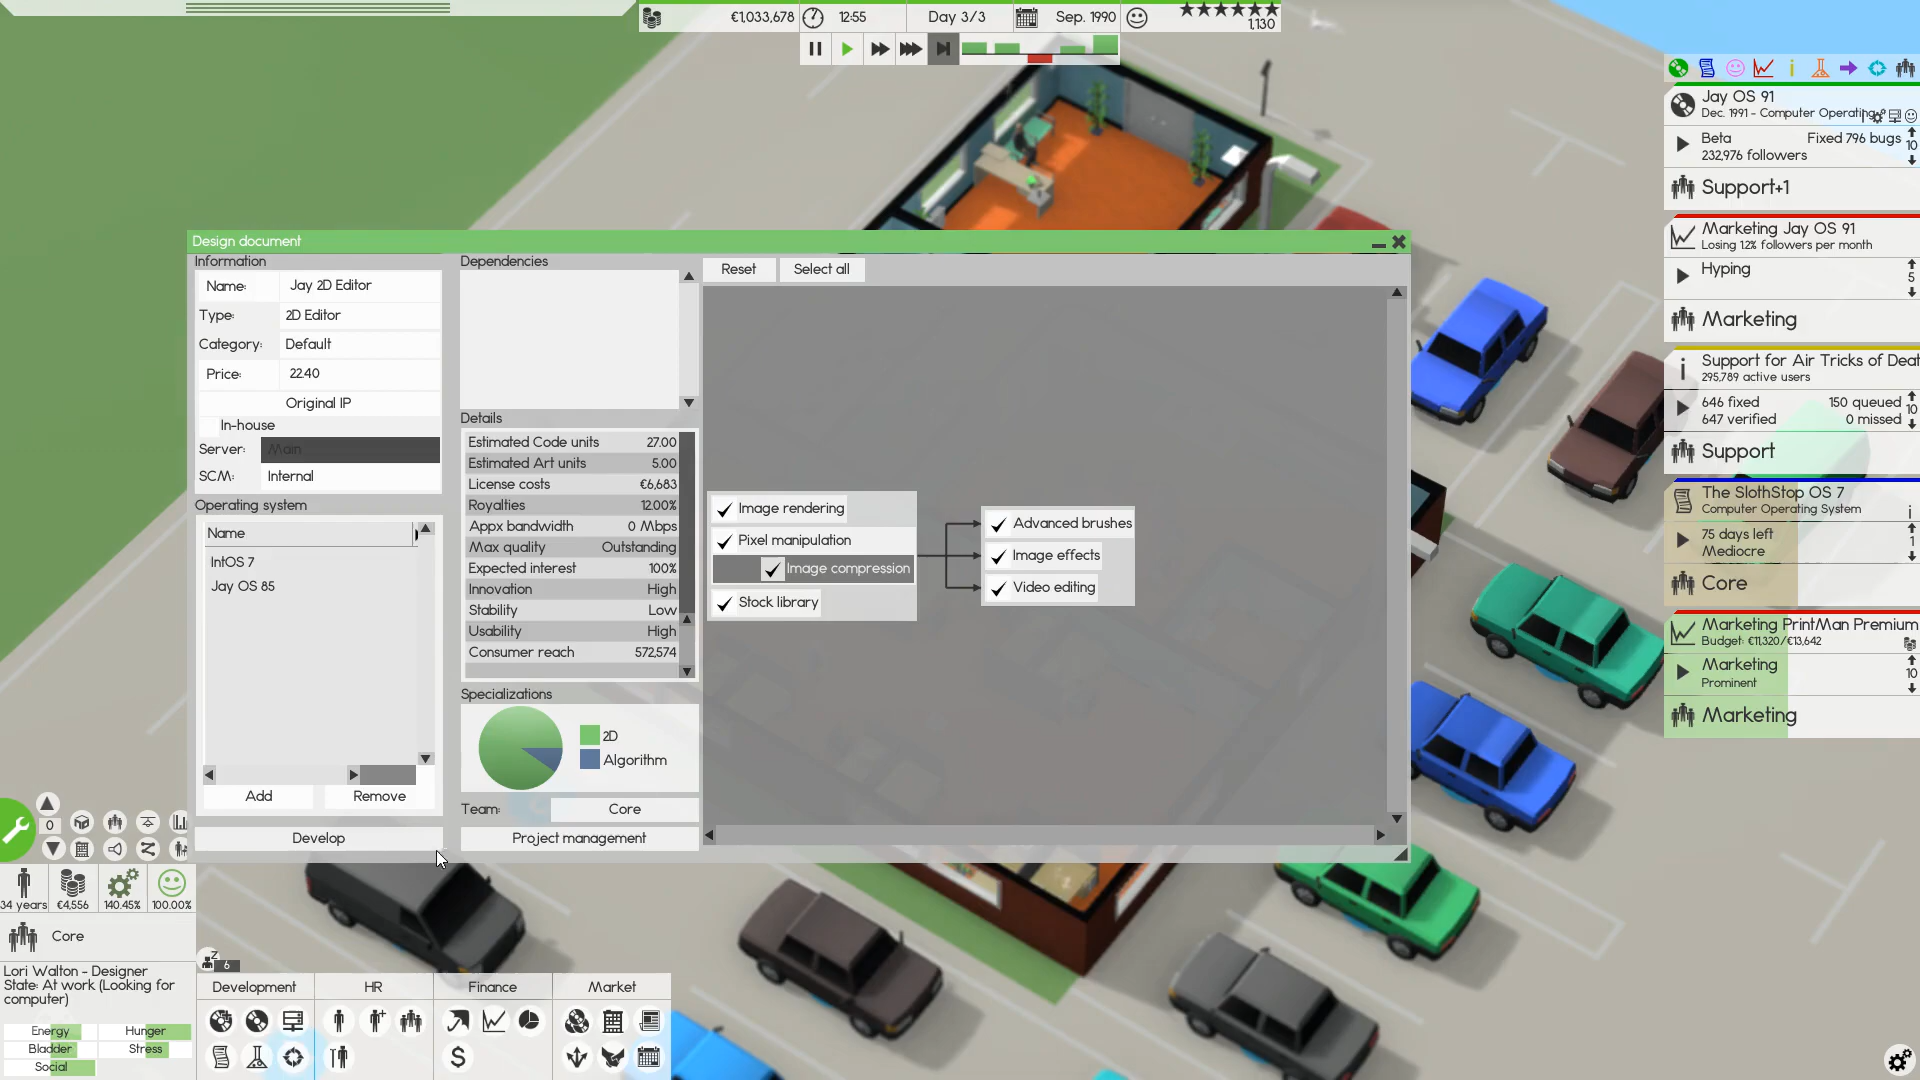 €1,033,678
12:55
Day 3/3
Sep. 1990
1,130
Design document
Information
Name:
Jay 2D Editor
Type:
2D Editor
Category:
Default
Price:
22.40
Original IP
In-house
Server:
Main
SCM:
Internal
Operating system
Name
IntOS 7
Jay OS 85
Add
Remove
Develop
Dependencies
Details
Estimated Code units 27.00
Estimated Art units 5.00
License costs €6,683
Royalties 12.00%
Appx bandwidth 0 Mbps
Max quality Outstanding
Expected interest 100%
Innovation High
Stability Low
Usability High
Consumer reach 572,574
Specializations
2D
Algorithm
Team:
Core
Project management
Reset
Select all
Image rendering
Pixel manipulation
Image compression
Stock library
Advanced brushes
Image effects
Video editing
Jay OS 91
Dec. 1991 - Computer Operating
Beta
Fixed 796 bugs
232,976 followers
10
Support+1
Marketing Jay OS 91
Losing 12% followers per month
Hyping
5
Marketing
Support for Air Tricks of Deat
295,789 active users
646 fixed
150 queued
647 verified
0 missed
10
Support
The SlothStop OS 7
Computer Operating System
75 days left
Mediocre
1
Core
Marketing PrintMan Premium
Budget: €11,320/€13,642
Marketing
Prominent
10
Marketing
0
34 years
€4,556
140.45%
100.00%
Core
Lori Walton - Designer
State: At work (Looking for
computer)
Energy
Hunger
Bladder
Stress
Social
Z
6
Development
HR
Finance
Market